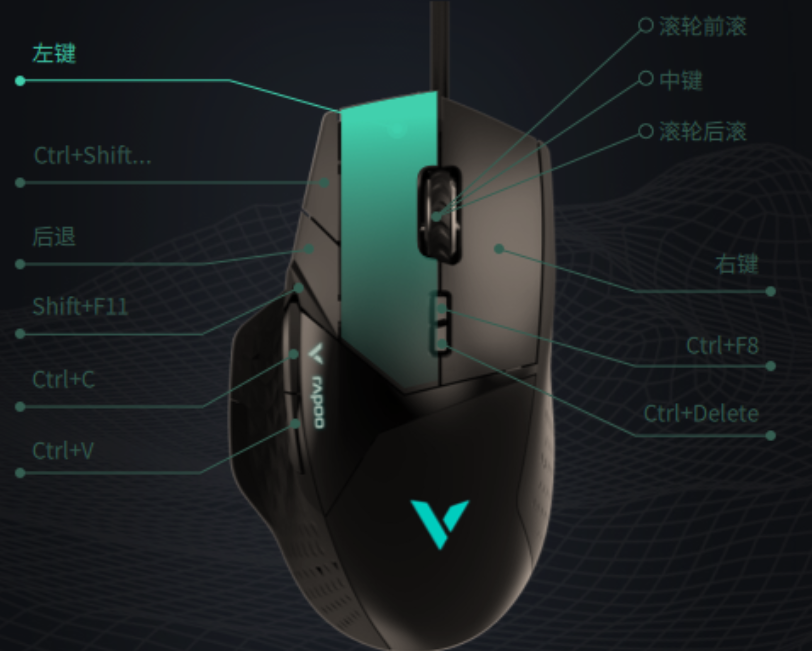 左键
Ctrl+Shift...
后退
Shift+F11
Ctrl+C
Ctrl+V
滚轮前滚
中键
滚轮后滚
右键
Ctrl+F8
Ctrl+Delete
rapoo